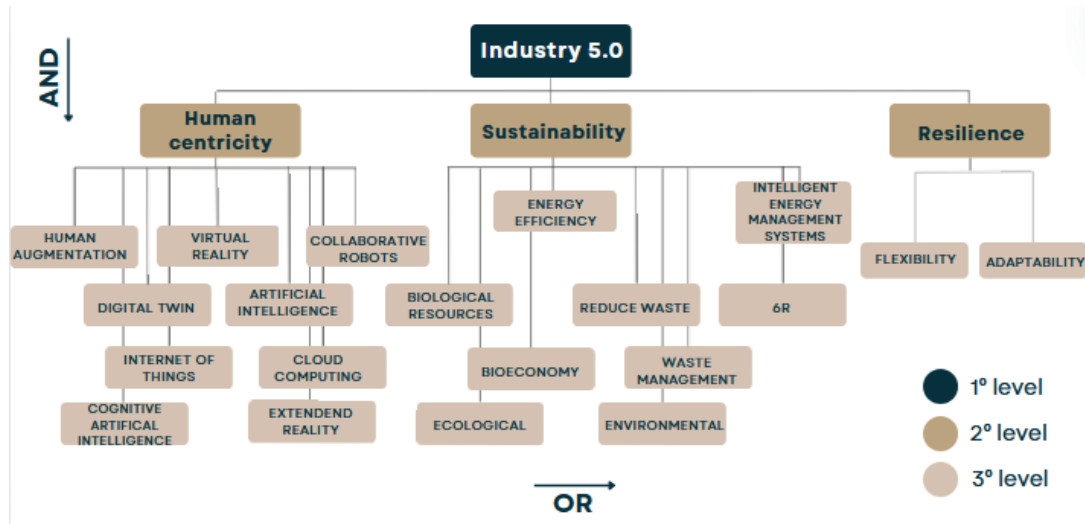 AND
Industry 5.0
Human
centricity
Sustainability
Resilience
HUMAN
AUGMENTATION
VIRTUAL
REALITY
COLLABORATIVE
ROBOTS
ENERGY
EFFICIENCY
INTELLIGENT
ENERGY
MANAGEMENT
SYSTEMS
FLEXIBILITY
ADAPTABILITY
DIGITAL TWIN
ARTIFICIAL
INTELLIGENCE
BIOLOGICAL
RESOURCES
REDUCE WASTE
6R
INTERNET OF
THINGS
CLOUD
COMPUTING
BIOECONOMY
WASTE
MANAGEMENT
COGNITIVE
ARTIFICAL
INTELLIGENCE
EXTENDEND
REALITY
ECOLOGICAL
ENVIRONMENTAL
1º level
2º level
3º level
OR